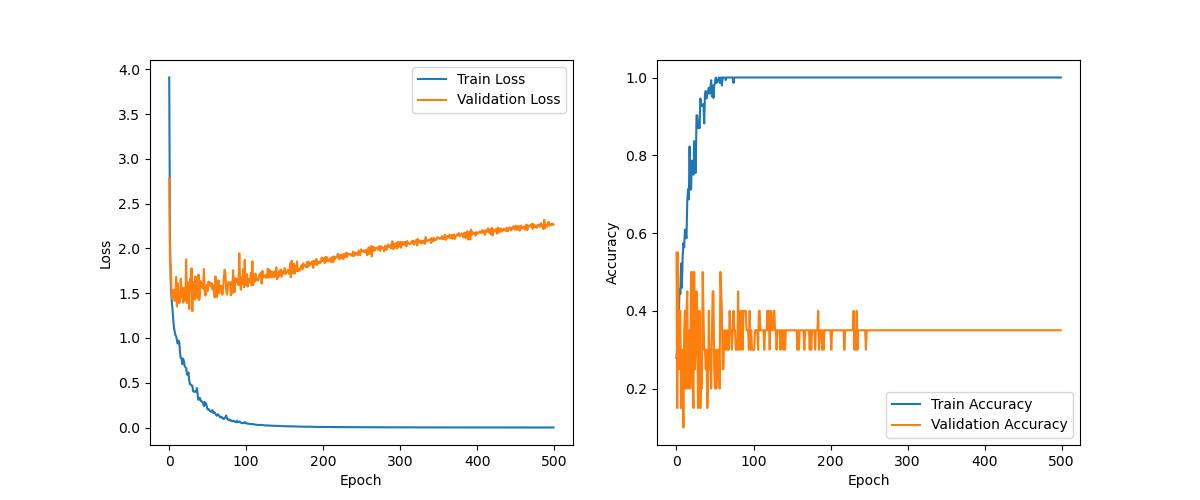 4.0
3.5
3.0
2.5
2.0
1.5
1.0
0.5
0.0
Loss
0 100 200 300 400 500
Epoch
Train Loss
Validation Loss
1.0
0.8
0.6
0.4
0.2
Accuracy
0 100 200 300 400 500
Epoch
Train Accuracy
Validation Accuracy